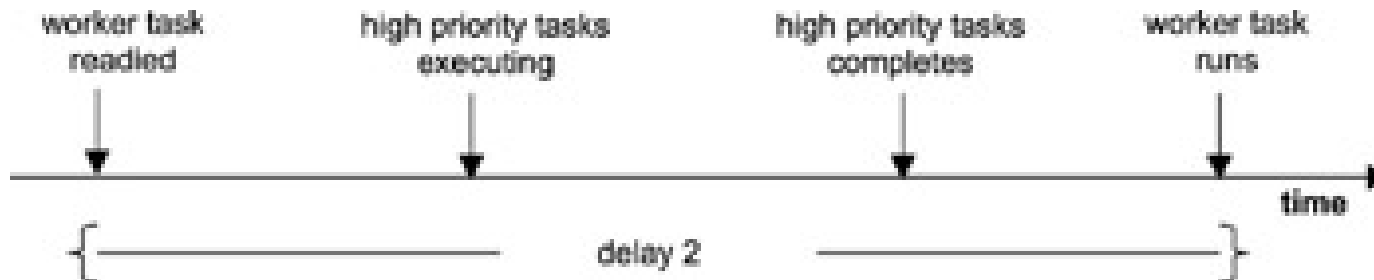 worker task
readied
high priority tasks
executing
high priority tasks
completes
worker task
runs
time
delay 2